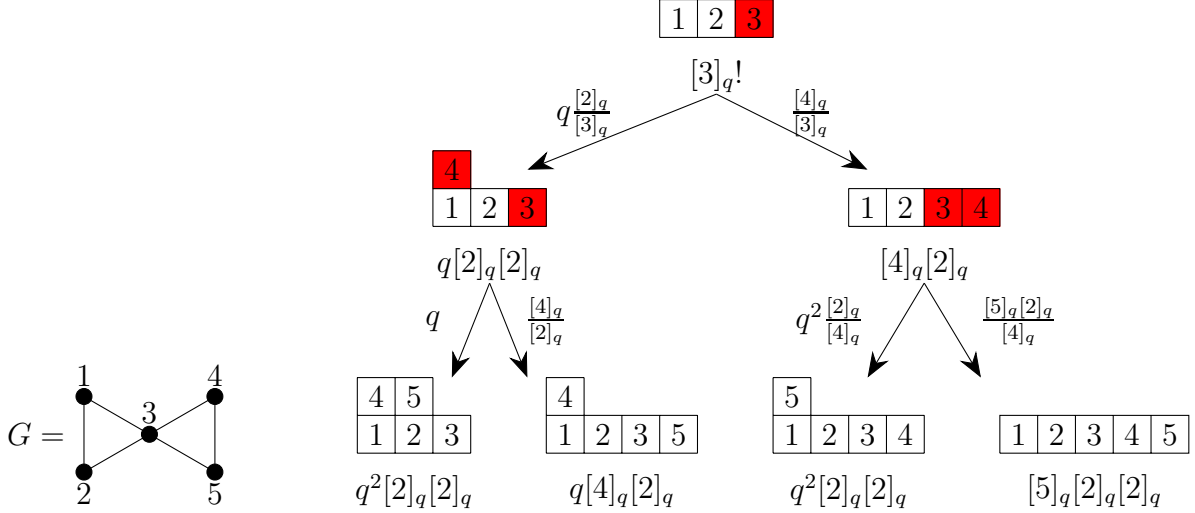 1 2 3
[3]_q!
q [2]_q/[3]_q [4]_q/[3]_q
4
1 2 3
1 2 3 4
q[2]_q[2]_q [4]_q[2]_q
q [4]_q/[2]_q q^2 [2]_q/[4]_q [5]_q[2]_q/[4]_q
4 5
1 2 3
4
1 2 3 5
5
1 2 3 4
1 2 3 4 5
q^2[2]_q[2]_q q[4]_q[2]_q q^2[2]_q[2]_q [5]_q[2]_q[2]_q
1 4
G = 3
2 5